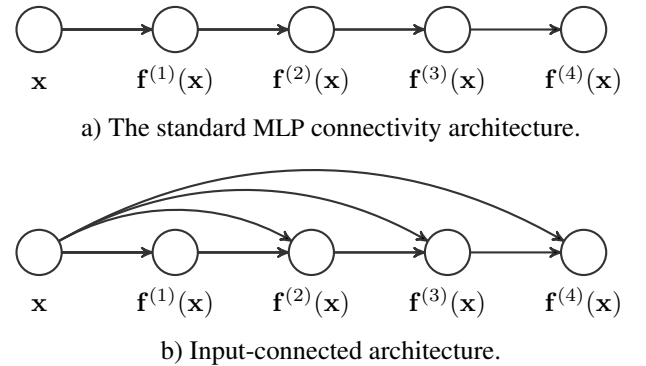 x f⁽¹⁾(x) f⁽²⁾(x) f⁽³⁾(x) f⁽⁴⁾(x)
a) The standard MLP connectivity architecture.
x f⁽¹⁾(x) f⁽²⁾(x) f⁽³⁾(x) f⁽⁴⁾(x)
b) Input-connected architecture.